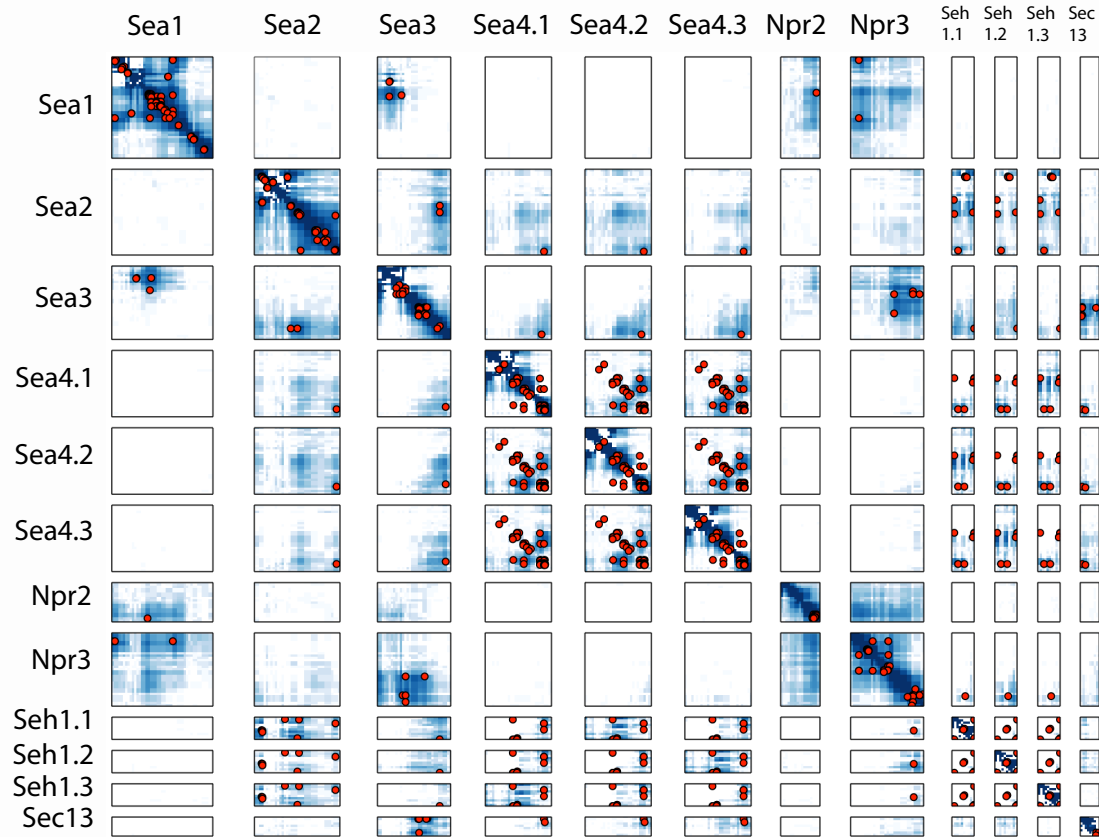 Sea1 Sea2 Sea3 Sea4.1 Sea4.2 Sea4.3 Npr2 Npr3 Seh 1.1 Seh 1.2 Seh 1.3 Sec 13
Sea1
Sea2
Sea3
Sea4.1
Sea4.2
Sea4.3
Npr2
Npr3
Seh1.1
Seh1.2
Seh1.3
Sec13